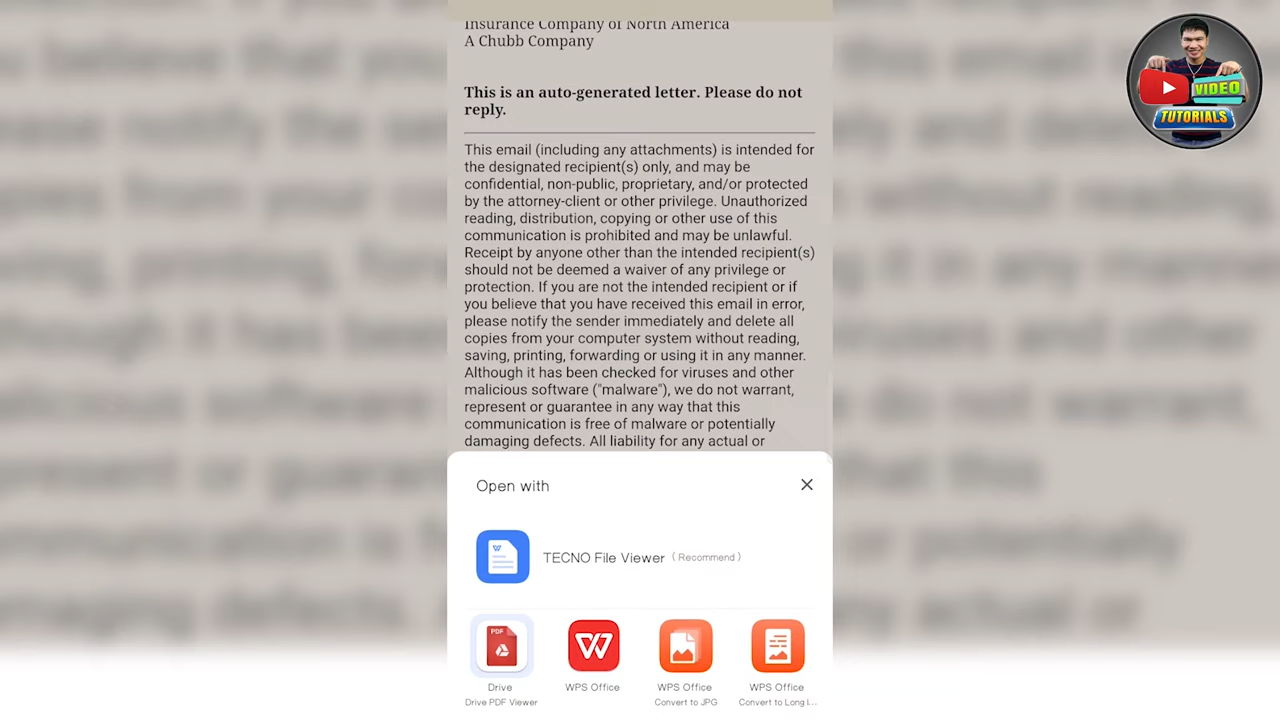 Insurance Company of North America
A Chubb Company
This is an auto-generated letter. Please do not
reply.
This email (including any attachments) is intended for
the designated recipient(s) only, and may be
confidential, non-public, proprietary, and/or protected
by the attorney-client or other privilege. Unauthorized
reading, distribution, copying or other use of this
communication is prohibited and may be unlawful.
Receipt by anyone other than the intended recipient(s)
should not be deemed a waiver of any privilege or
protection. If you are not the intended recipient or if
you believe that you have received this email in error,
please notify the sender immediately and delete all
copies from your computer system without reading,
saving, printing, forwarding or using it in any manner.
Although it has been checked for viruses and other
malicious software ("malware"), we do not warrant,
represent or guarantee in any way that this
communication is free of malware or potentially
damaging defects. All liability for any actual or
Open with
W
TECNO File Viewer ( Recommend )
PDF
Drive
Drive PDF Viewer
W
WPS Office
WPS Office
Convert to JPG
WPS Office
Convert to Long I...
VIDEO
TUTORIALS